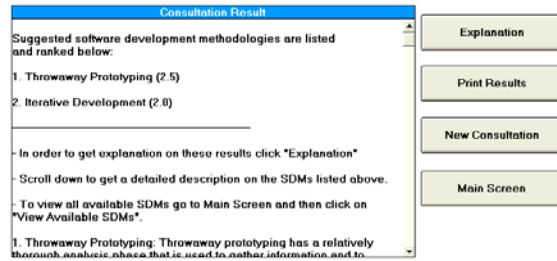 Consultation Result
Suggested software development methodologies are listed
and ranked below:
1. Throwaway Prototyping (2.5)
2. Iterative Development (2.0)
- In order to get explanation on these results click "Explanation"
- Scroll down to get a detailed description on the SDMs listed above.
- To view all available SDMs go to Main Screen and then click on
"View Available SDMs".
1. Throwaway Prototyping: Throwaway prototyping has a relatively
thorough analysis phase that is used to gather information and to
Explanation
Print Results
New Consultation
Main Screen